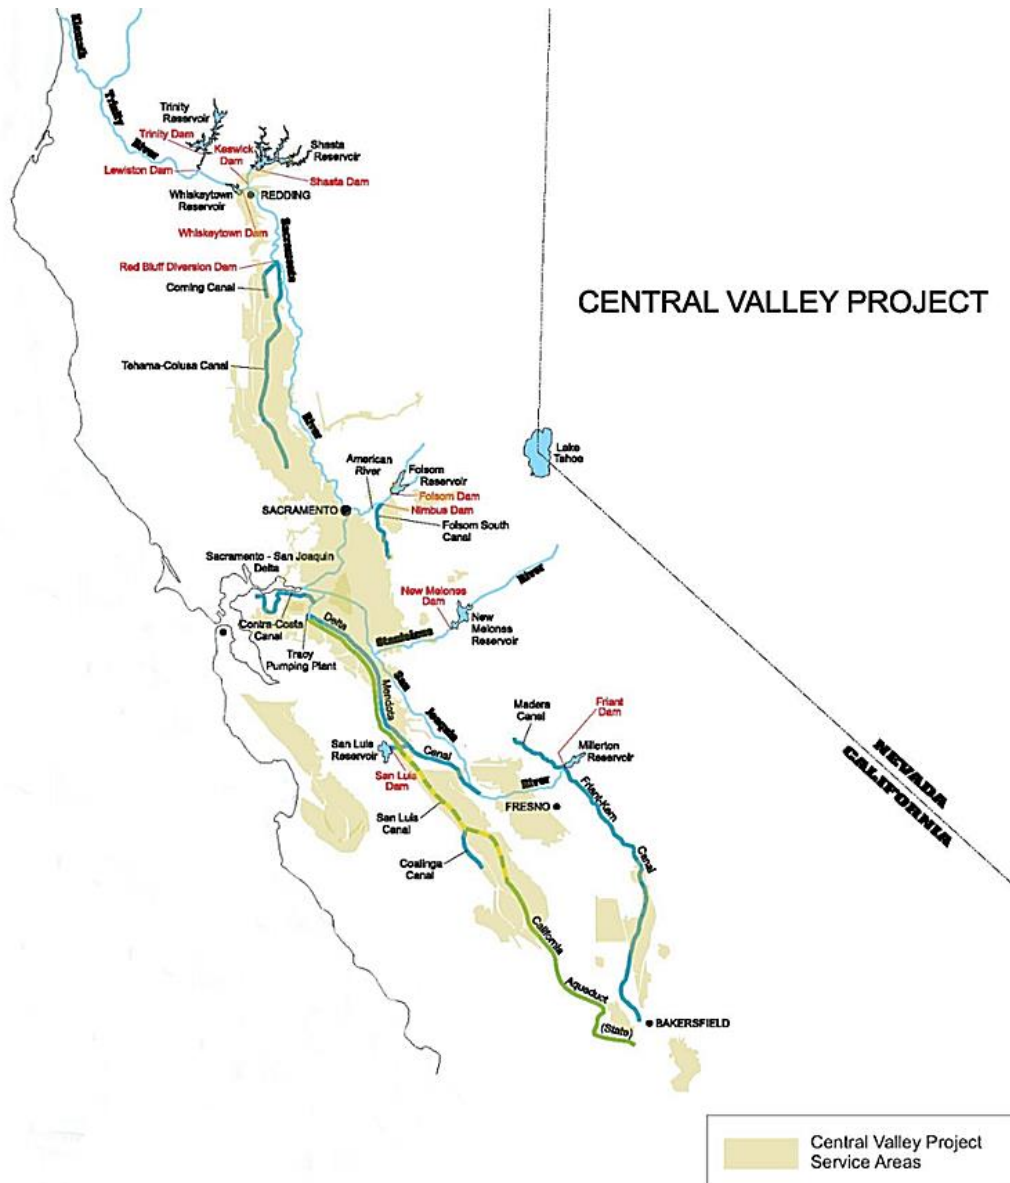 Klamath
Trinity
River
Trinity
Reservoir
Trinity Dam
Keswick
Dam
Shasta
Reservoir
Lewiston Dam
Shasta Dam
Whiskeytown
Reservoir
REDDING
Whiskeytown Dam
Sacramento
Red Bluff Diversion Dam
Corning Canal
CENTRAL VALLEY PROJECT
Tehama-Colusa Canal
River
American
River
Folsom
Reservoir
Lake
Tahoe
Folsom Dam
Nimbus Dam
SACRAMENTO
Folsom South
Canal
Sacramento - San Joaquin
Delta
River
New Melones
Dam
New
Melones
Reservoir
Stanislaus
Contra-Costa
Canal
Delta
Tracy
Pumping Plant
Mendota
San
Joaquin
Madera
Canal
Friant
Dam
San Luis
Reservoir
Canal
Millerton
Reservoir
NEVADA
CALIFORNIA
San Luis
Dam
River
Friant-Kern
FRESNO
San Luis
Canal
Canal
Coalinga
Canal
California
Aqueduct
(State)
BAKERSFIELD
Central Valley Project
Service Areas